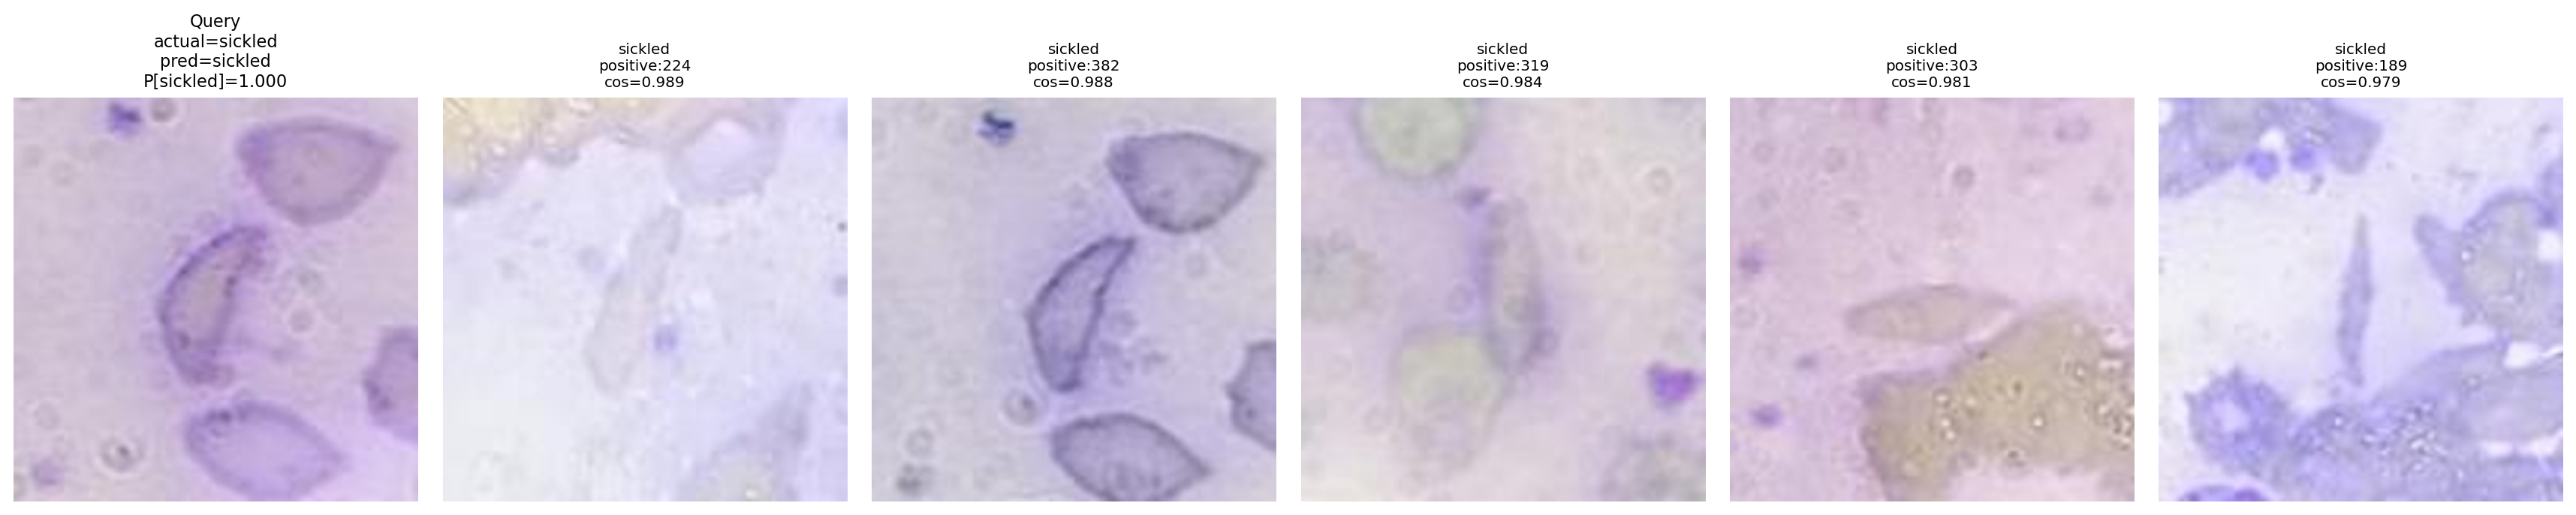 Query
actual=sickled
pred=sickled
P[sickled]=1.000
sickled
positive:224
cos=0.989
sickled
positive:382
cos=0.988
sickled
positive:319
cos=0.984
sickled
positive:303
cos=0.981
sickled
positive:189
cos=0.979